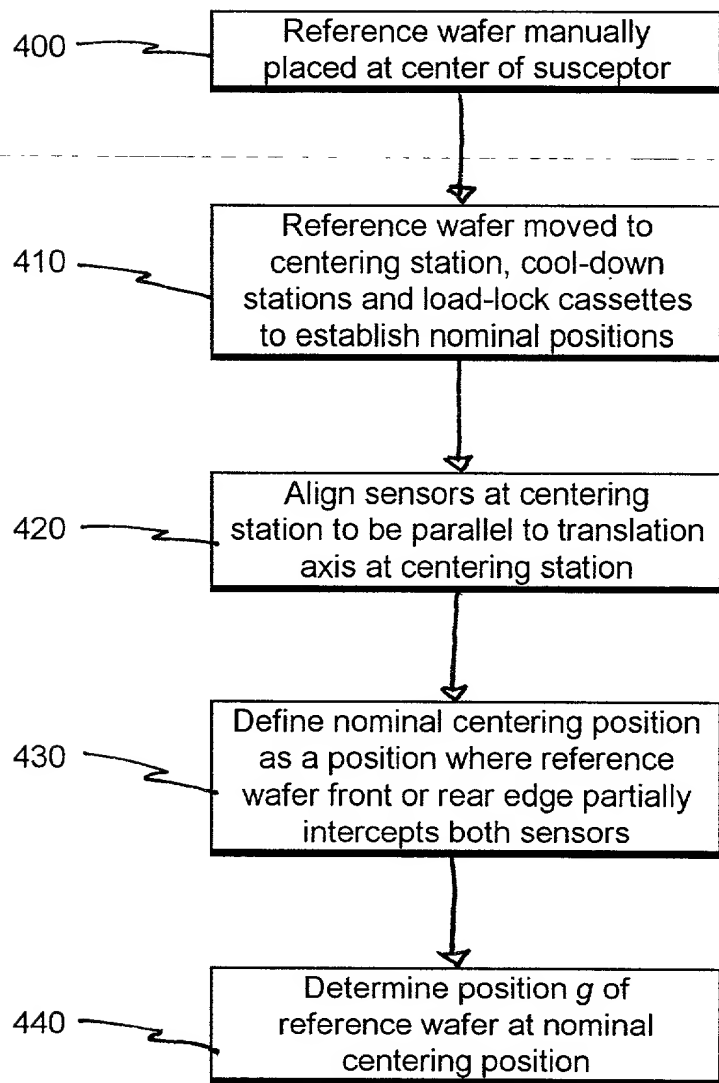 400
Reference wafer manually
placed at center of susceptor
410
Reference wafer moved to
centering station, cool-down
stations and load-lock cassettes
to establish nominal positions
420
Align sensors at centering
station to be parallel to translation
axis at centering station
430
Define nominal centering position
as a position where reference
wafer front or rear edge partially
intercepts both sensors
440
Determine position g of
reference wafer at nominal
centering position